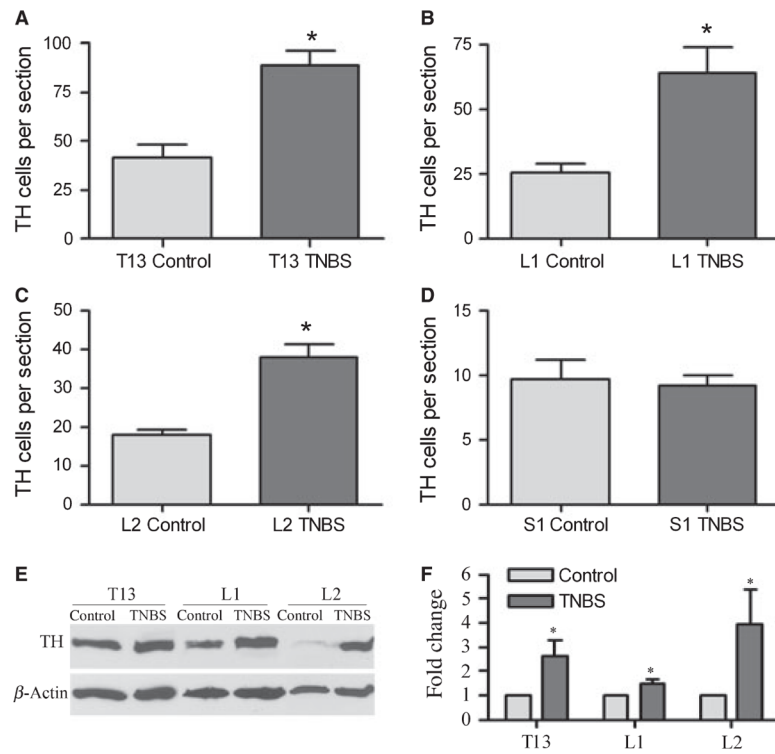 A
TH cells per section
100
75
50
25
0
*
T13 Control T13 TNBS
B
TH cells per section
75
50
25
0
*
L1 Control L1 TNBS
C
TH cells per section
50
40
30
20
10
0
*
L2 Control L2 TNBS
D
TH cells per section
15
10
5
0
S1 Control S1 TNBS
E
T13 L1 L2
Control TNBS Control TNBS Control TNBS
TH
β-Actin
F
Fold change
6
5
4
3
2
1
0
Control
TNBS
* * *
T13 L1 L2